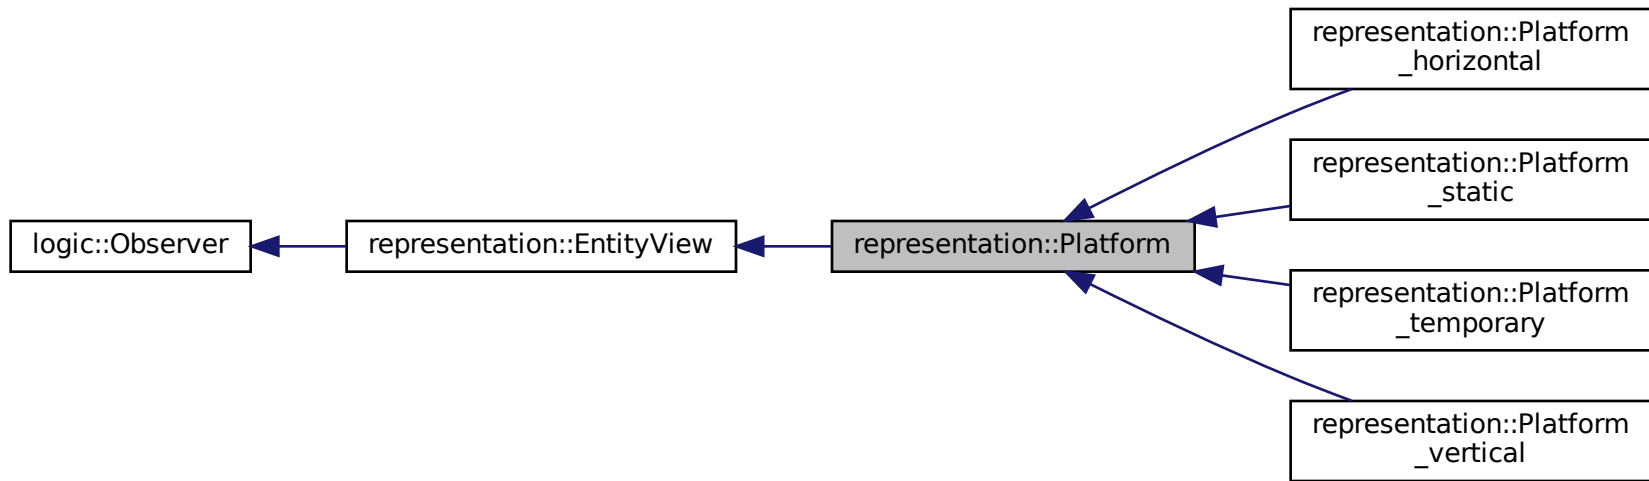 logic::Observer
representation::EntityView
representation::Platform
representation::Platform
_horizontal
representation::Platform
_static
representation::Platform
_temporary
representation::Platform
_vertical